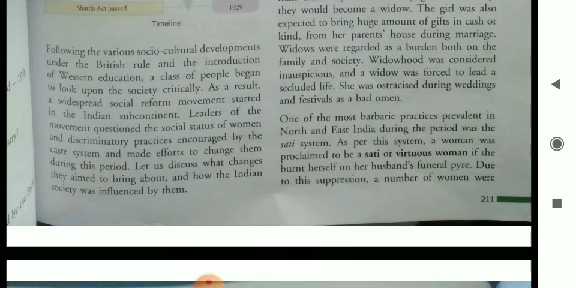 Sharda Act passed
1929
Timeline
Following the various socio-cultural developments
under the British rule and the introduction
of Western education, a class of people began
to look upon the society critically. As a result,
a widespread social reform movement started
in the Indian subcontinent. Leaders of the
movement questioned the social status of women
and discriminatory practices encouraged by the
caste system and made efforts to change them
during this period. Let us discuss what changes
they aimed to bring about, and how the Indian
society was influenced by them.
they would become a widow. The girl was also
expected to bring huge amount of gifts in cash or
kind, from her parents' house during marriage.
Widows were regarded as a burden both on the
family and society. Widowhood was considered
inauspicious, and a widow was forced to lead a
secluded life. She was ostracised during weddings
and festivals as a bad omen.
One of the most barbaric practices prevalent in
North and East India during the period was the
sati system. As per this system, a woman was
proclaimed to be a sati or virtuous woman if she
burnt herself on her husband's funeral pyre. Due
to this suppression, a number of women were
211